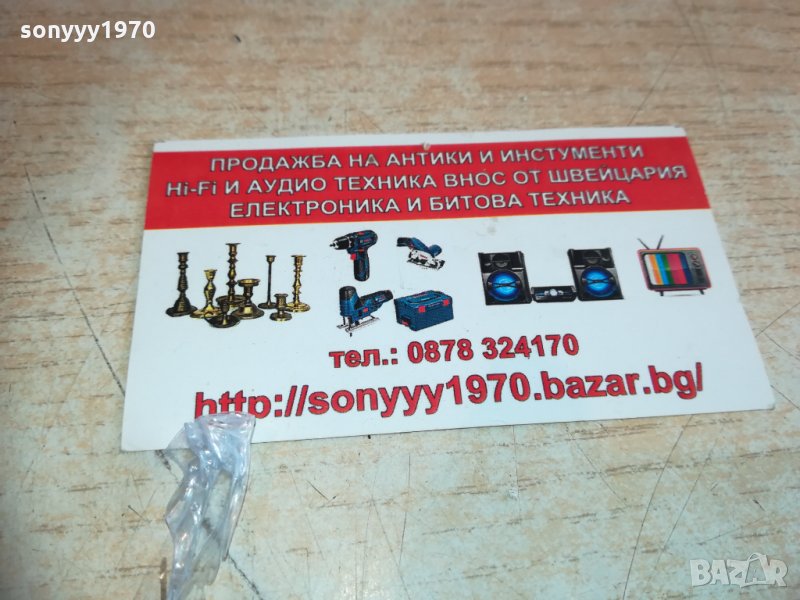 sonyyy1970
ПРОДАЖБА НА АНТИКИ И ИНСТУМЕНТИ
Hi-Fi И АУДИО ТЕХНИКА ВНОС ОТ ШВЕЙЦАРИЯ
ЕЛЕКТРОНИКА И БИТОВА ТЕХНИКА
тел.: 0878 324170
http://sonyyy1970.bazar.bg/
BAZAR